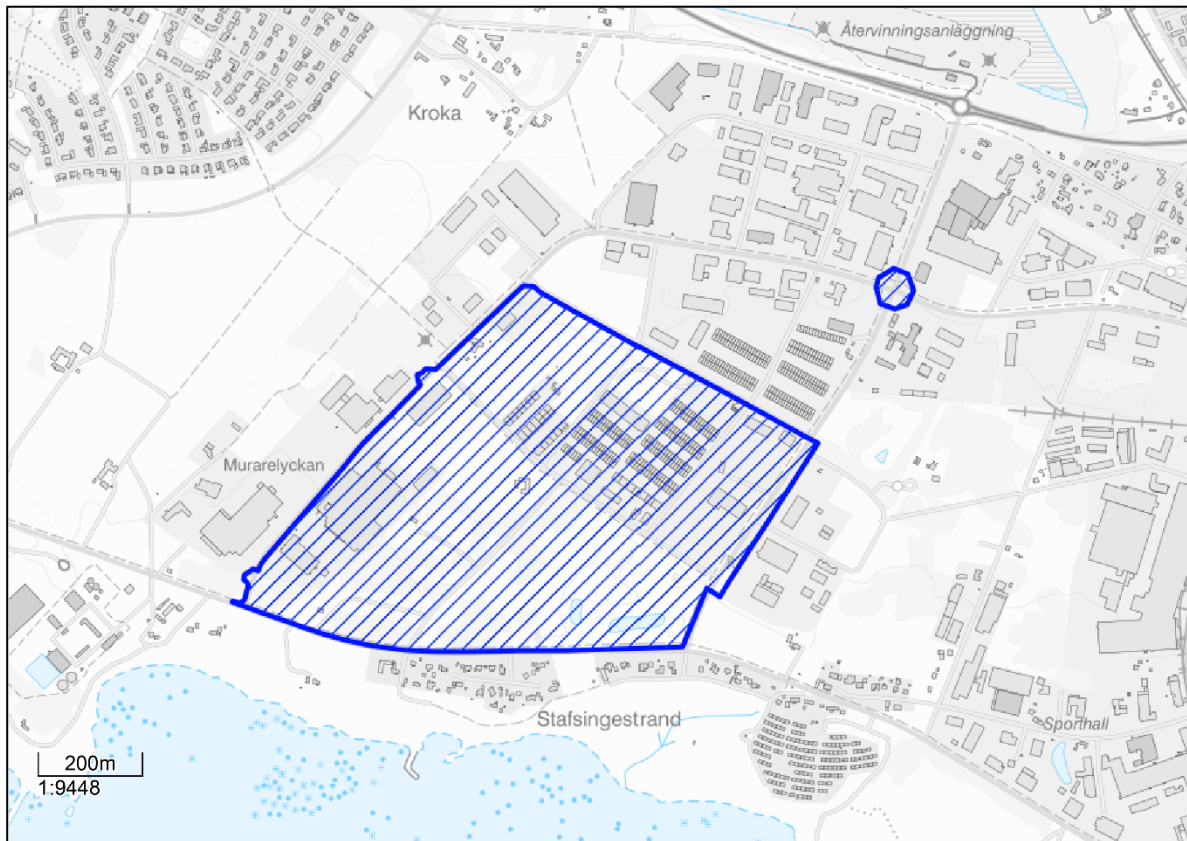 Återvinningsanläggning
Kroka
Murarelyckan
Stafsingestrand
Sporthall
200m
1:9448